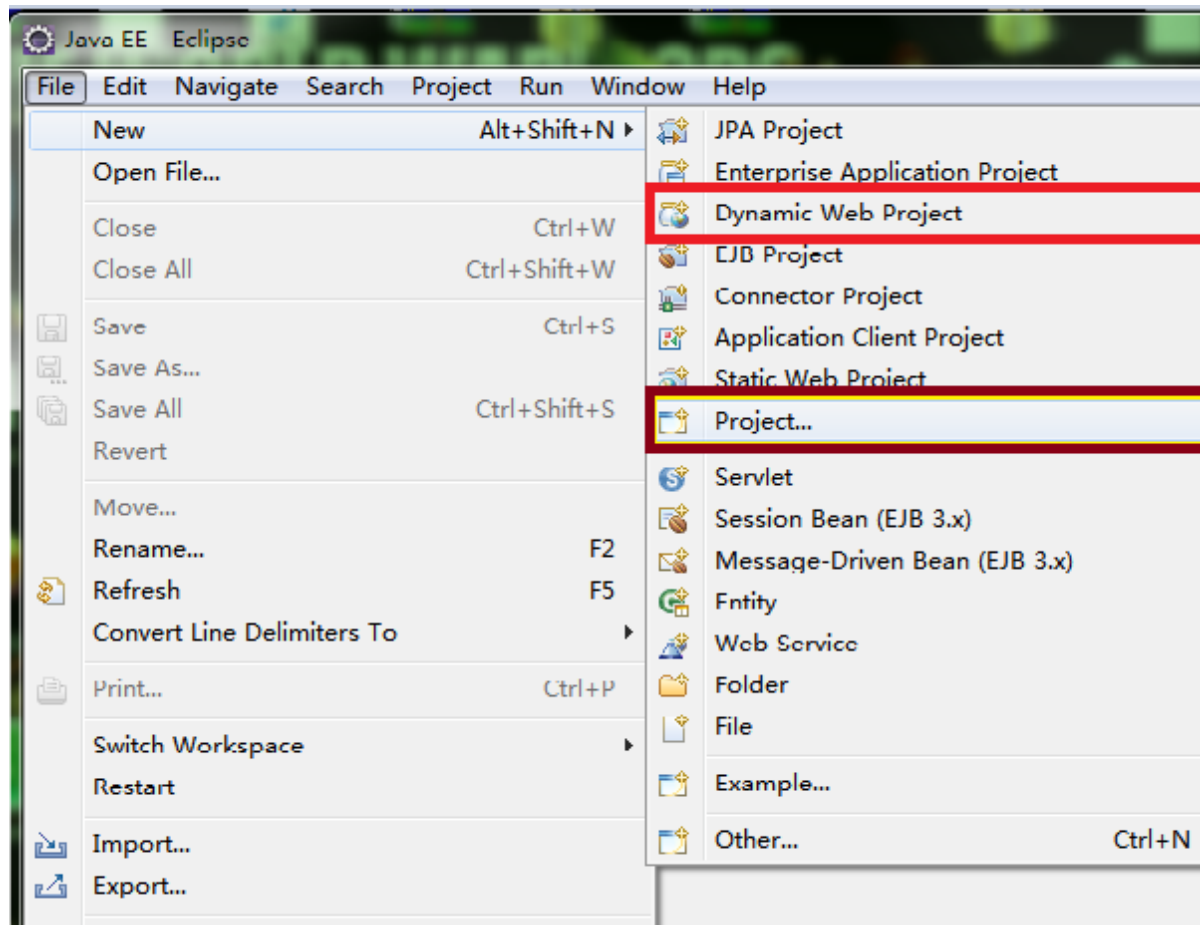 Java EE Eclipse
File Edit Navigate Search Project Run Window Help
New Alt+Shift+N
Open File...
Close Ctrl+W
Close All Ctrl+Shift+W
Save Ctrl+S
Save As...
Save All Ctrl+Shift+S
Revert
Move...
Rename... F2
Refresh F5
Convert Line Delimiters To
Print... Ctrl+P
Switch Workspace
Restart
Import...
Export...
JPA Project
Enterprise Application Project
Dynamic Web Project
EJB Project
Connector Project
Application Client Project
Static Web Project
Project...
Servlet
Session Bean (EJB 3.x)
Message-Driven Bean (EJB 3.x)
Entity
Web Service
Folder
File
Example...
Other... Ctrl+N